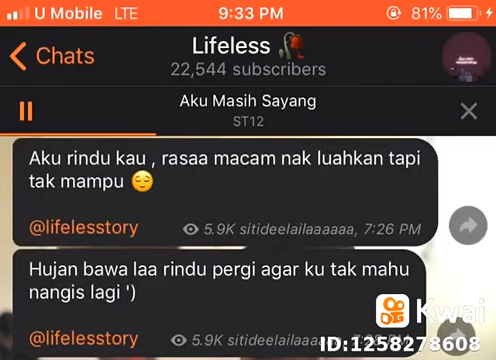 U Mobile LTE 9:33 PM 81%
Chats
Lifeless 🥀
22,544 subscribers
Aku Masih Sayang
ST12
Aku rindu kau , rasaa macam nak luahkan tapi
tak mampu 😌
@lifelesstory 5.9K sitideelailaaaaaa, 7:26 PM
Hujan bawa laa rindu pergi agar ku tak mahu
nangis lagi ')
Kwai
@lifelesstory 5.9K
ID:1258278608